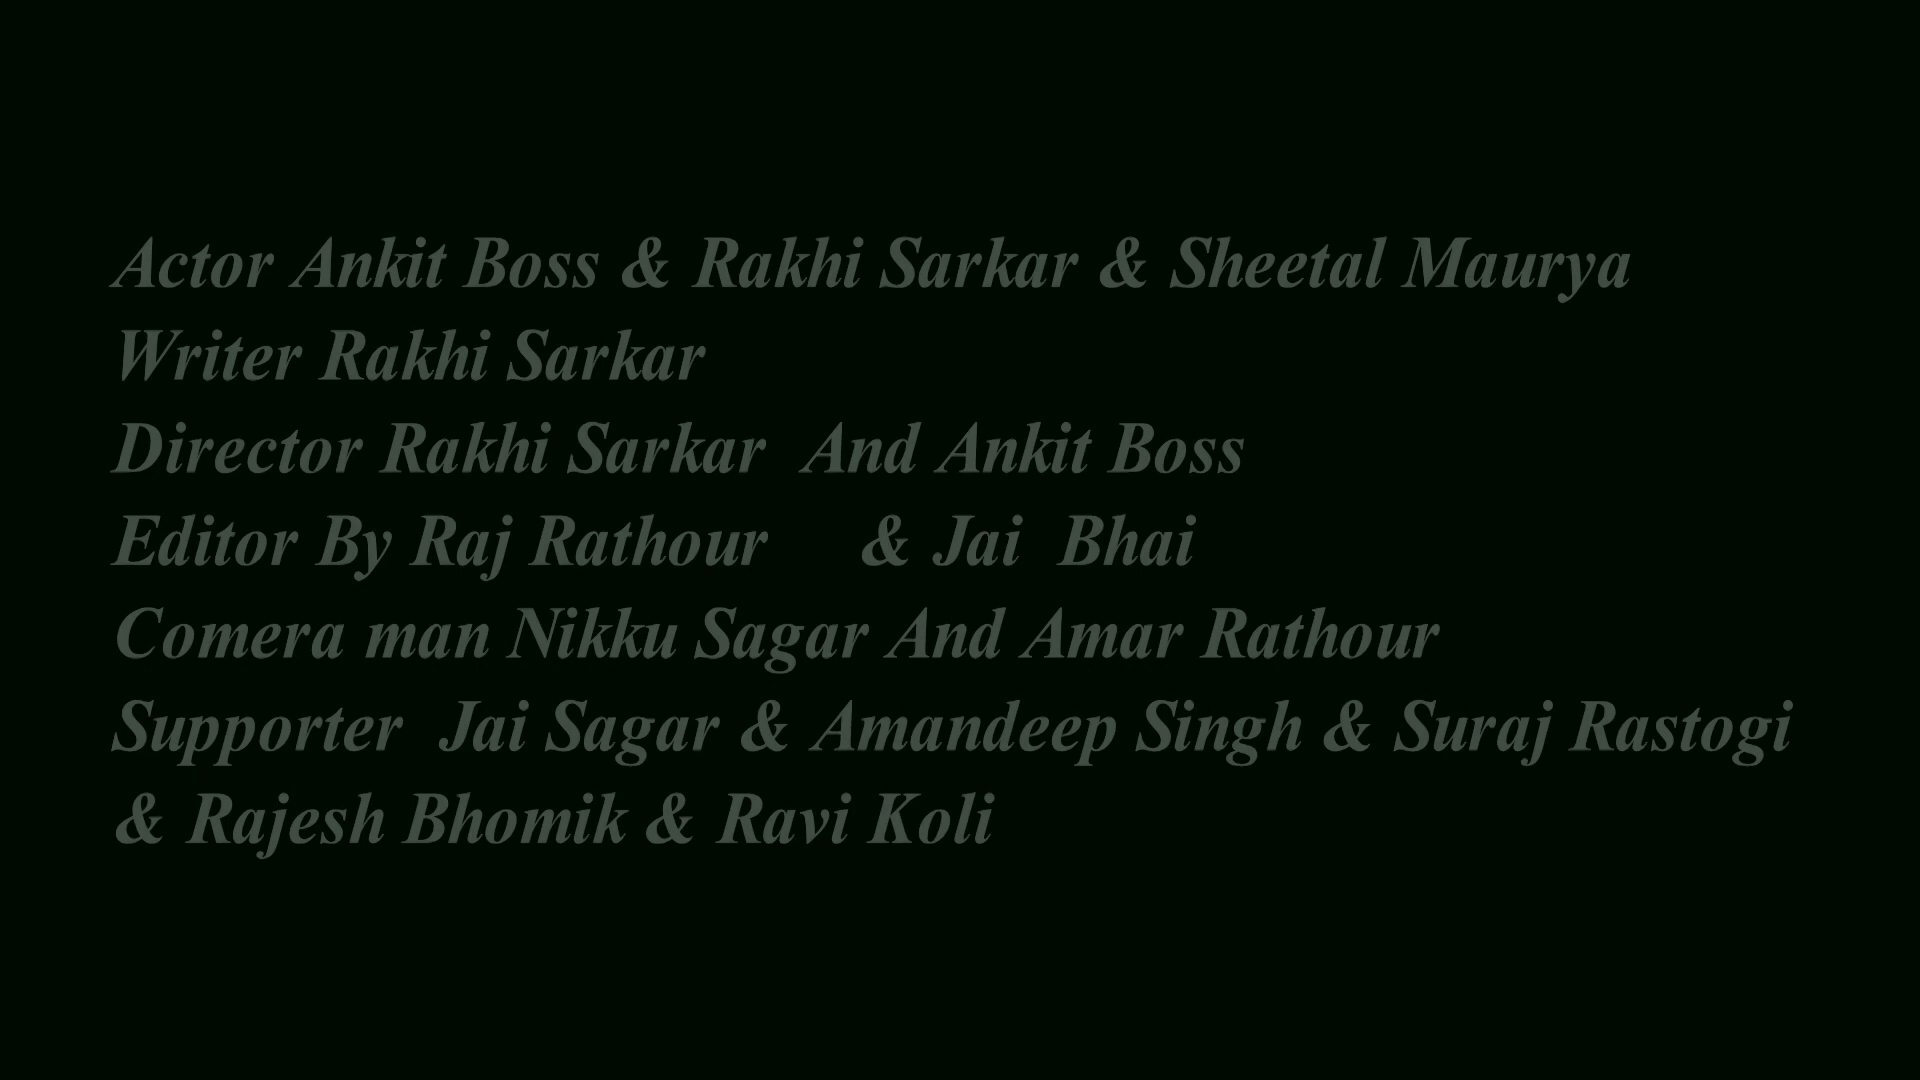 Actor Ankit Boss & Rakhi Sarkar & Sheetal Maurya
Writer Rakhi Sarkar
Director Rakhi Sarkar  And Ankit Boss
Editor By Raj Rathour     & Jai  Bhai
Comera man Nikku Sagar And Amar Rathour
Supporter  Jai Sagar & Amandeep Singh & Suraj Rastogi
& Rajesh Bhomik & Ravi Koli